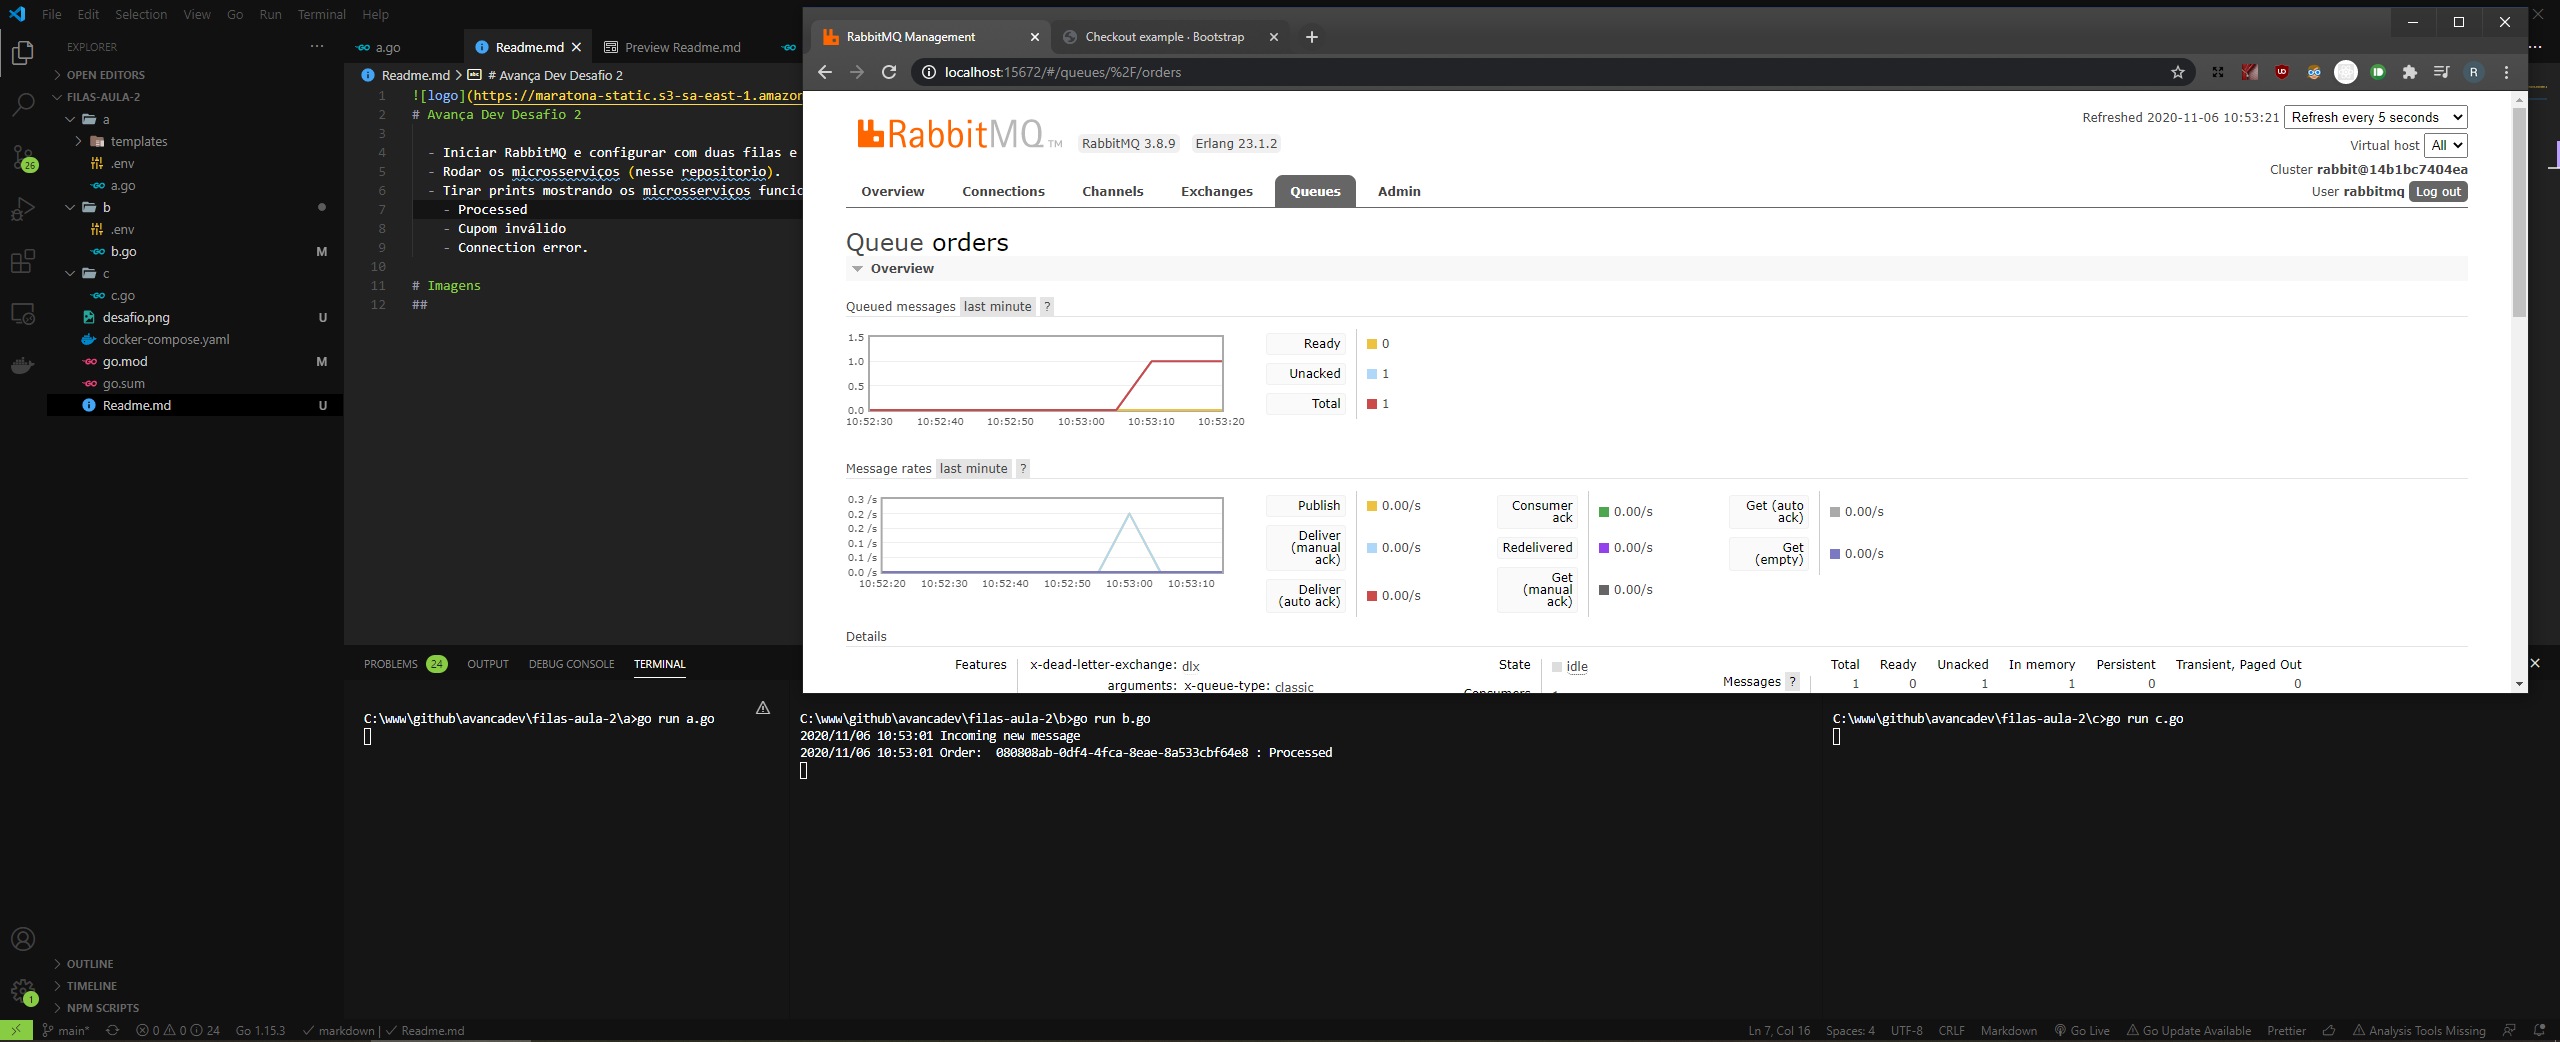 File Edit Selection View Go Run Terminal Help
EXPLORER
OPEN EDITORS
FILAS-AULA-2
a
templates
.env
a.go
b
.env
b.go M
c
c.go
desafio.png U
docker-compose.yaml
go.mod M
go.sum
Readme.md U
26
OUTLINE
TIMELINE
NPM SCRIPTS
1
a.go
Readme.md
Preview Readme.md
Readme.md > # Avança Dev Desafio 2
1 ![logo](https://maratona-static.s3-sa-east-1.amazon
2 # Avança Dev Desafio 2
3
4 - Iniciar RabbitMQ e configurar com duas filas e
5 - Rodar os microsserviços (nesse repositorio).
6 - Tirar prints mostrando os microsserviços funcio
7 - Processed
8 - Cupom inválido
9 - Connection error.
10
11 # Imagens
12 ##
RabbitMQ Management
Checkout example · Bootstrap
localhost:15672/#/queues/%2F/orders
R
RabbitMQ TM
RabbitMQ 3.8.9 Erlang 23.1.2
Refreshed 2020-11-06 10:53:21 Refresh every 5 seconds
Virtual host All
Cluster rabbit@14b1bc7404ea
User rabbitmq Log out
Overview Connections Channels Exchanges Queues Admin
Queue orders
Overview
Queued messages last minute ?
1.5
1.0
0.5
0.0
10:52:30 10:52:40 10:52:50 10:53:00 10:53:10 10:53:20
Ready 0
Unacked 1
Total 1
Message rates last minute ?
0.3 /s
0.2 /s
0.2 /s
0.1 /s
0.1 /s
0.0 /s
10:52:20 10:52:30 10:52:40 10:52:50 10:53:00 10:53:10
Publish 0.00/s
Deliver (manual ack) 0.00/s
Deliver (auto ack) 0.00/s
Consumer ack 0.00/s
Redelivered 0.00/s
Get (manual ack) 0.00/s
Get (auto ack) 0.00/s
Get (empty) 0.00/s
Details
Features x-dead-letter-exchange: dlx
arguments: x-queue-type: classic
State idle
Consumers
Total Ready Unacked In memory Persistent Transient, Paged Out
Messages ? 1 0 1 1 0 0
PROBLEMS 24 OUTPUT DEBUG CONSOLE TERMINAL
C:\www\github\avancadev\filas-aula-2\a>go run a.go
C:\www\github\avancadev\filas-aula-2\b>go run b.go
2020/11/06 10:53:01 Incoming new message
2020/11/06 10:53:01 Order: 080808ab-0df4-4fca-8eae-8a533cbf64e8 : Processed
C:\www\github\avancadev\filas-aula-2\c>go run c.go
main* 0 0 24 Go 1.15.3 markdown | Readme.md
Ln 7, Col 16 Spaces: 4 UTF-8 CRLF Markdown Go Live Go Update Available Prettier Analysis Tools Missing